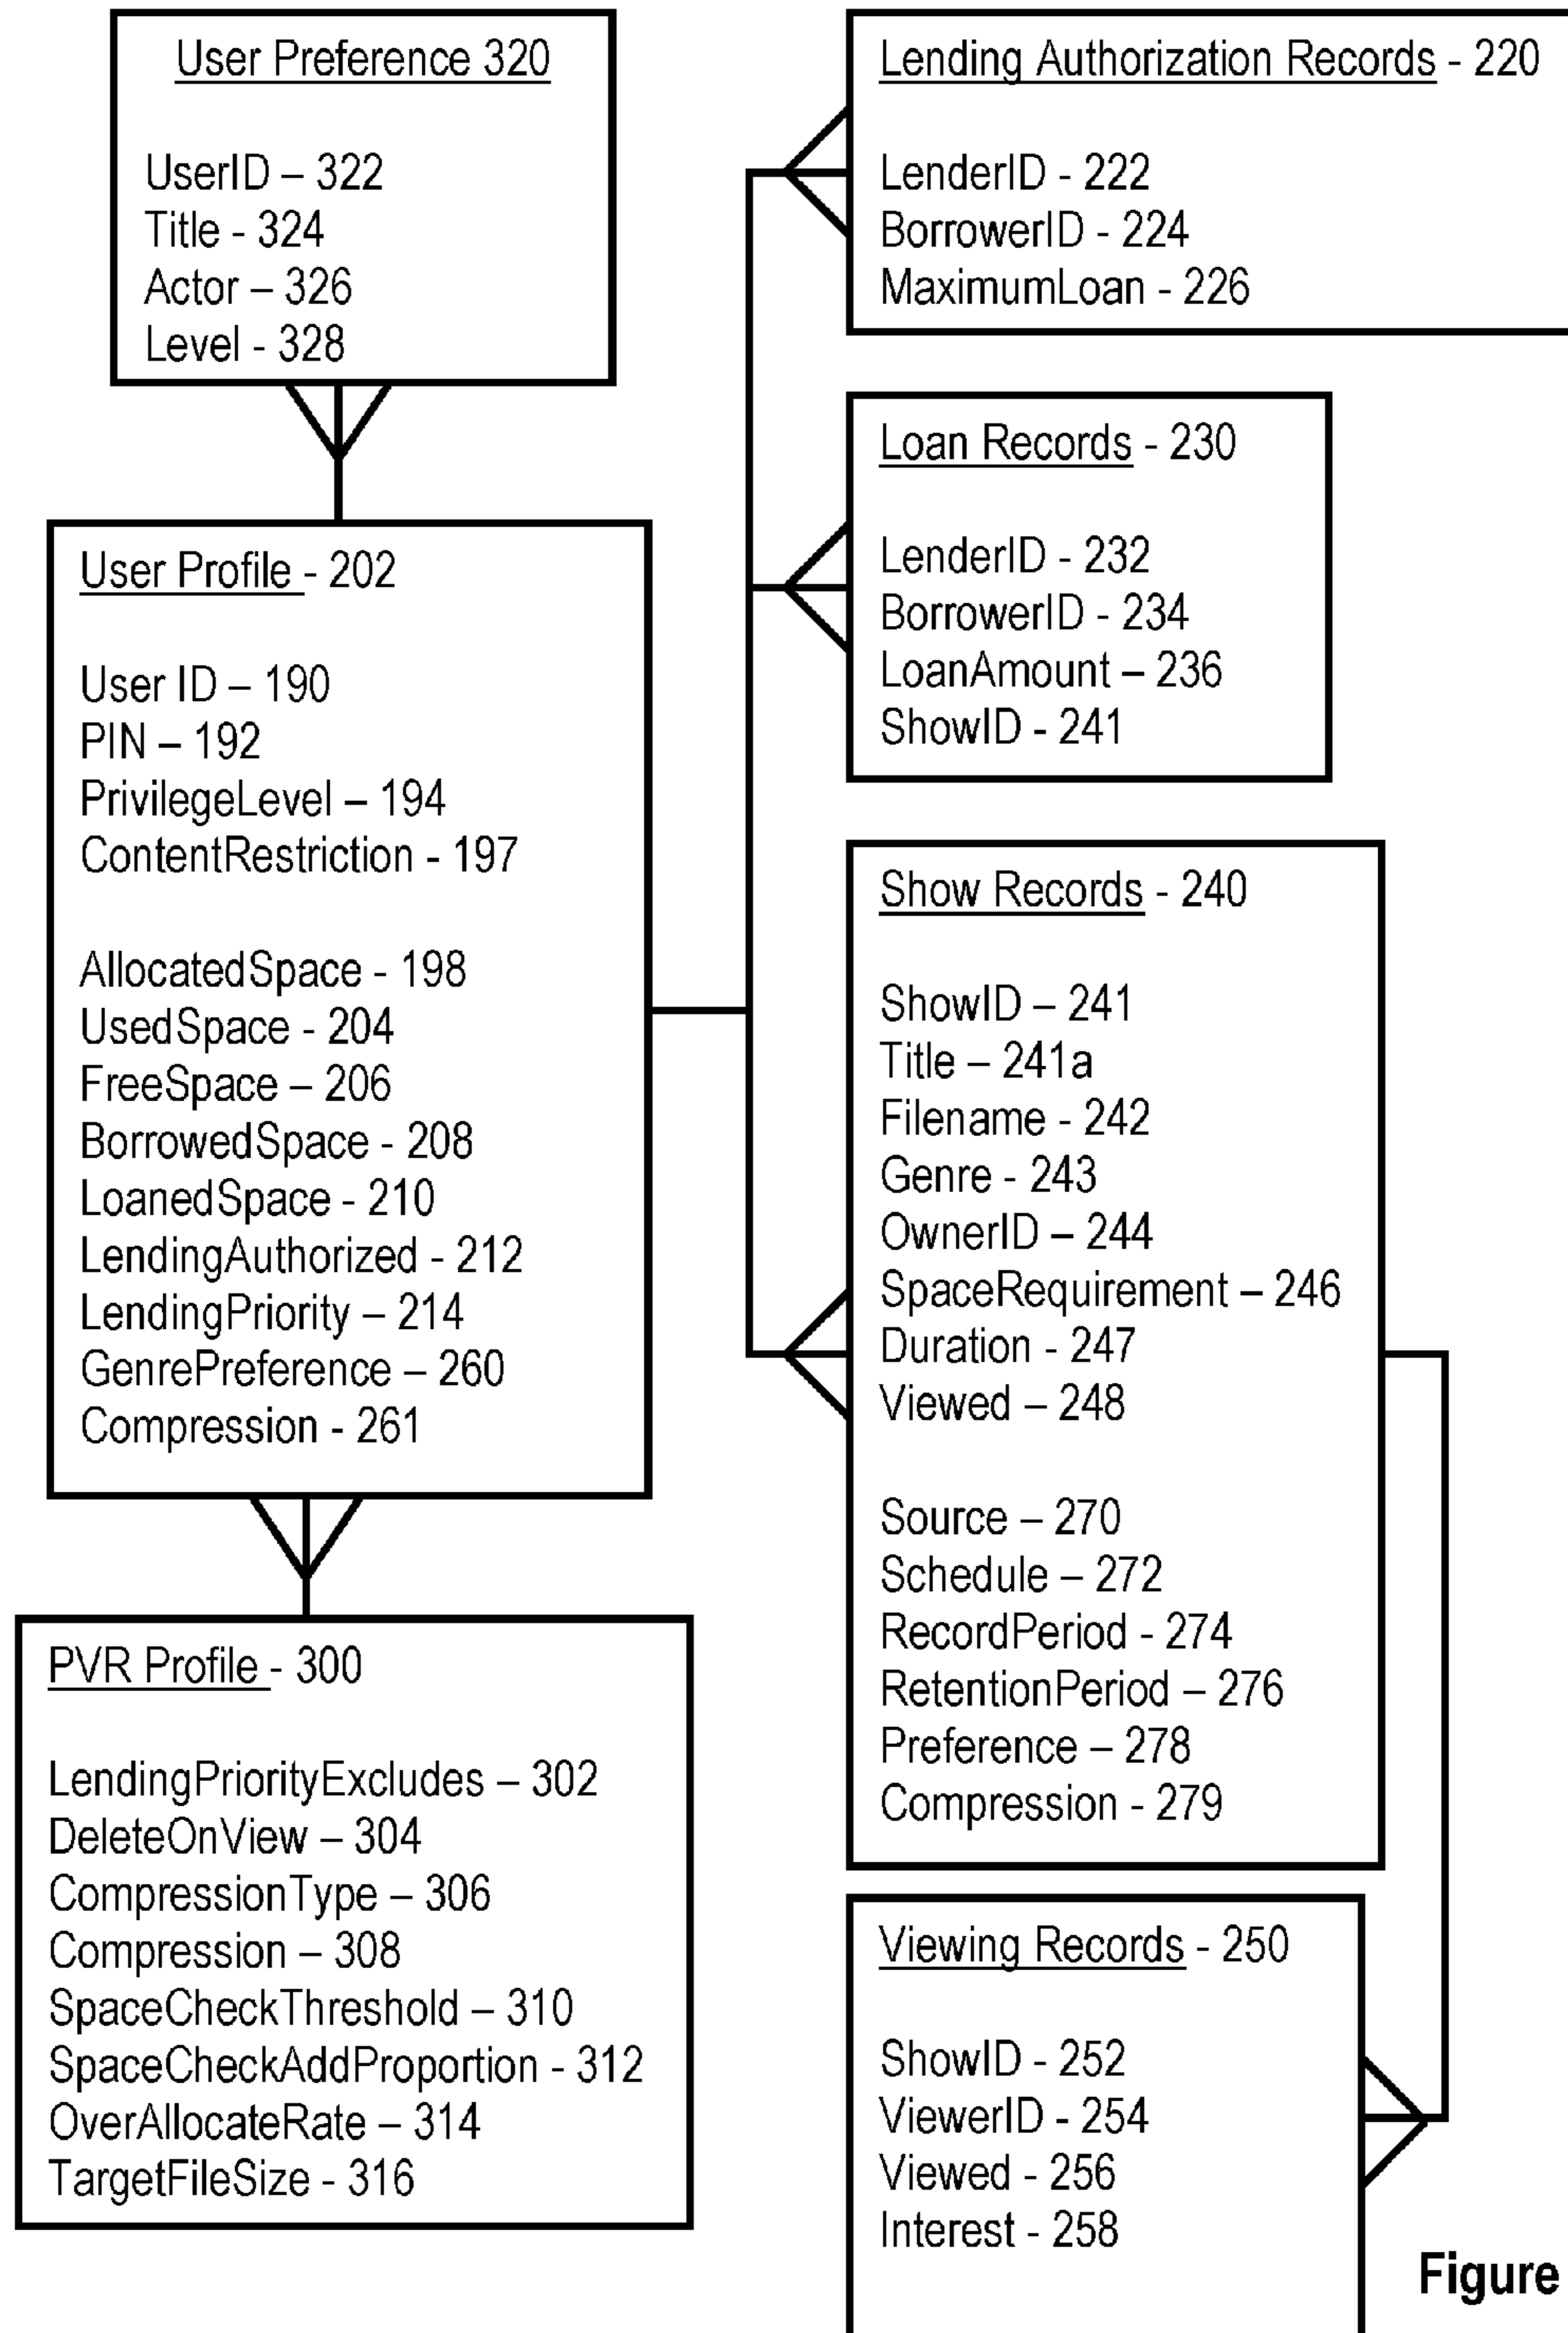 User Preference 320
UserID – 322
Title - 324
Actor – 326
Level - 328
User Profile - 202
User ID – 190
PIN – 192
PrivilegeLevel – 194
ContentRestriction - 197
AllocatedSpace - 198
UsedSpace - 204
FreeSpace – 206
BorrowedSpace - 208
LoanedSpace - 210
LendingAuthorized - 212
LendingPriority – 214
GenrePreference – 260
Compression - 261
PVR Profile - 300
LendingPriorityExcludes – 302
DeleteOnView – 304
CompressionType – 306
Compression – 308
SpaceCheckThreshold – 310
SpaceCheckAddProportion - 312
OverAllocateRate – 314
TargetFileSize - 316
Lending Authorization Records - 220
LenderID - 222
BorrowerID - 224
MaximumLoan - 226
Loan Records - 230
LenderID - 232
BorrowerID - 234
LoanAmount – 236
ShowID - 241
Show Records - 240
ShowID – 241
Title – 241a
Filename - 242
Genre - 243
OwnerID – 244
SpaceRequirement – 246
Duration - 247
Viewed – 248
Source – 270
Schedule – 272
RecordPeriod - 274
RetentionPeriod – 276
Preference – 278
Compression - 279
Viewing Records - 250
ShowID - 252
ViewerID - 254
Viewed - 256
Interest - 258
Figure